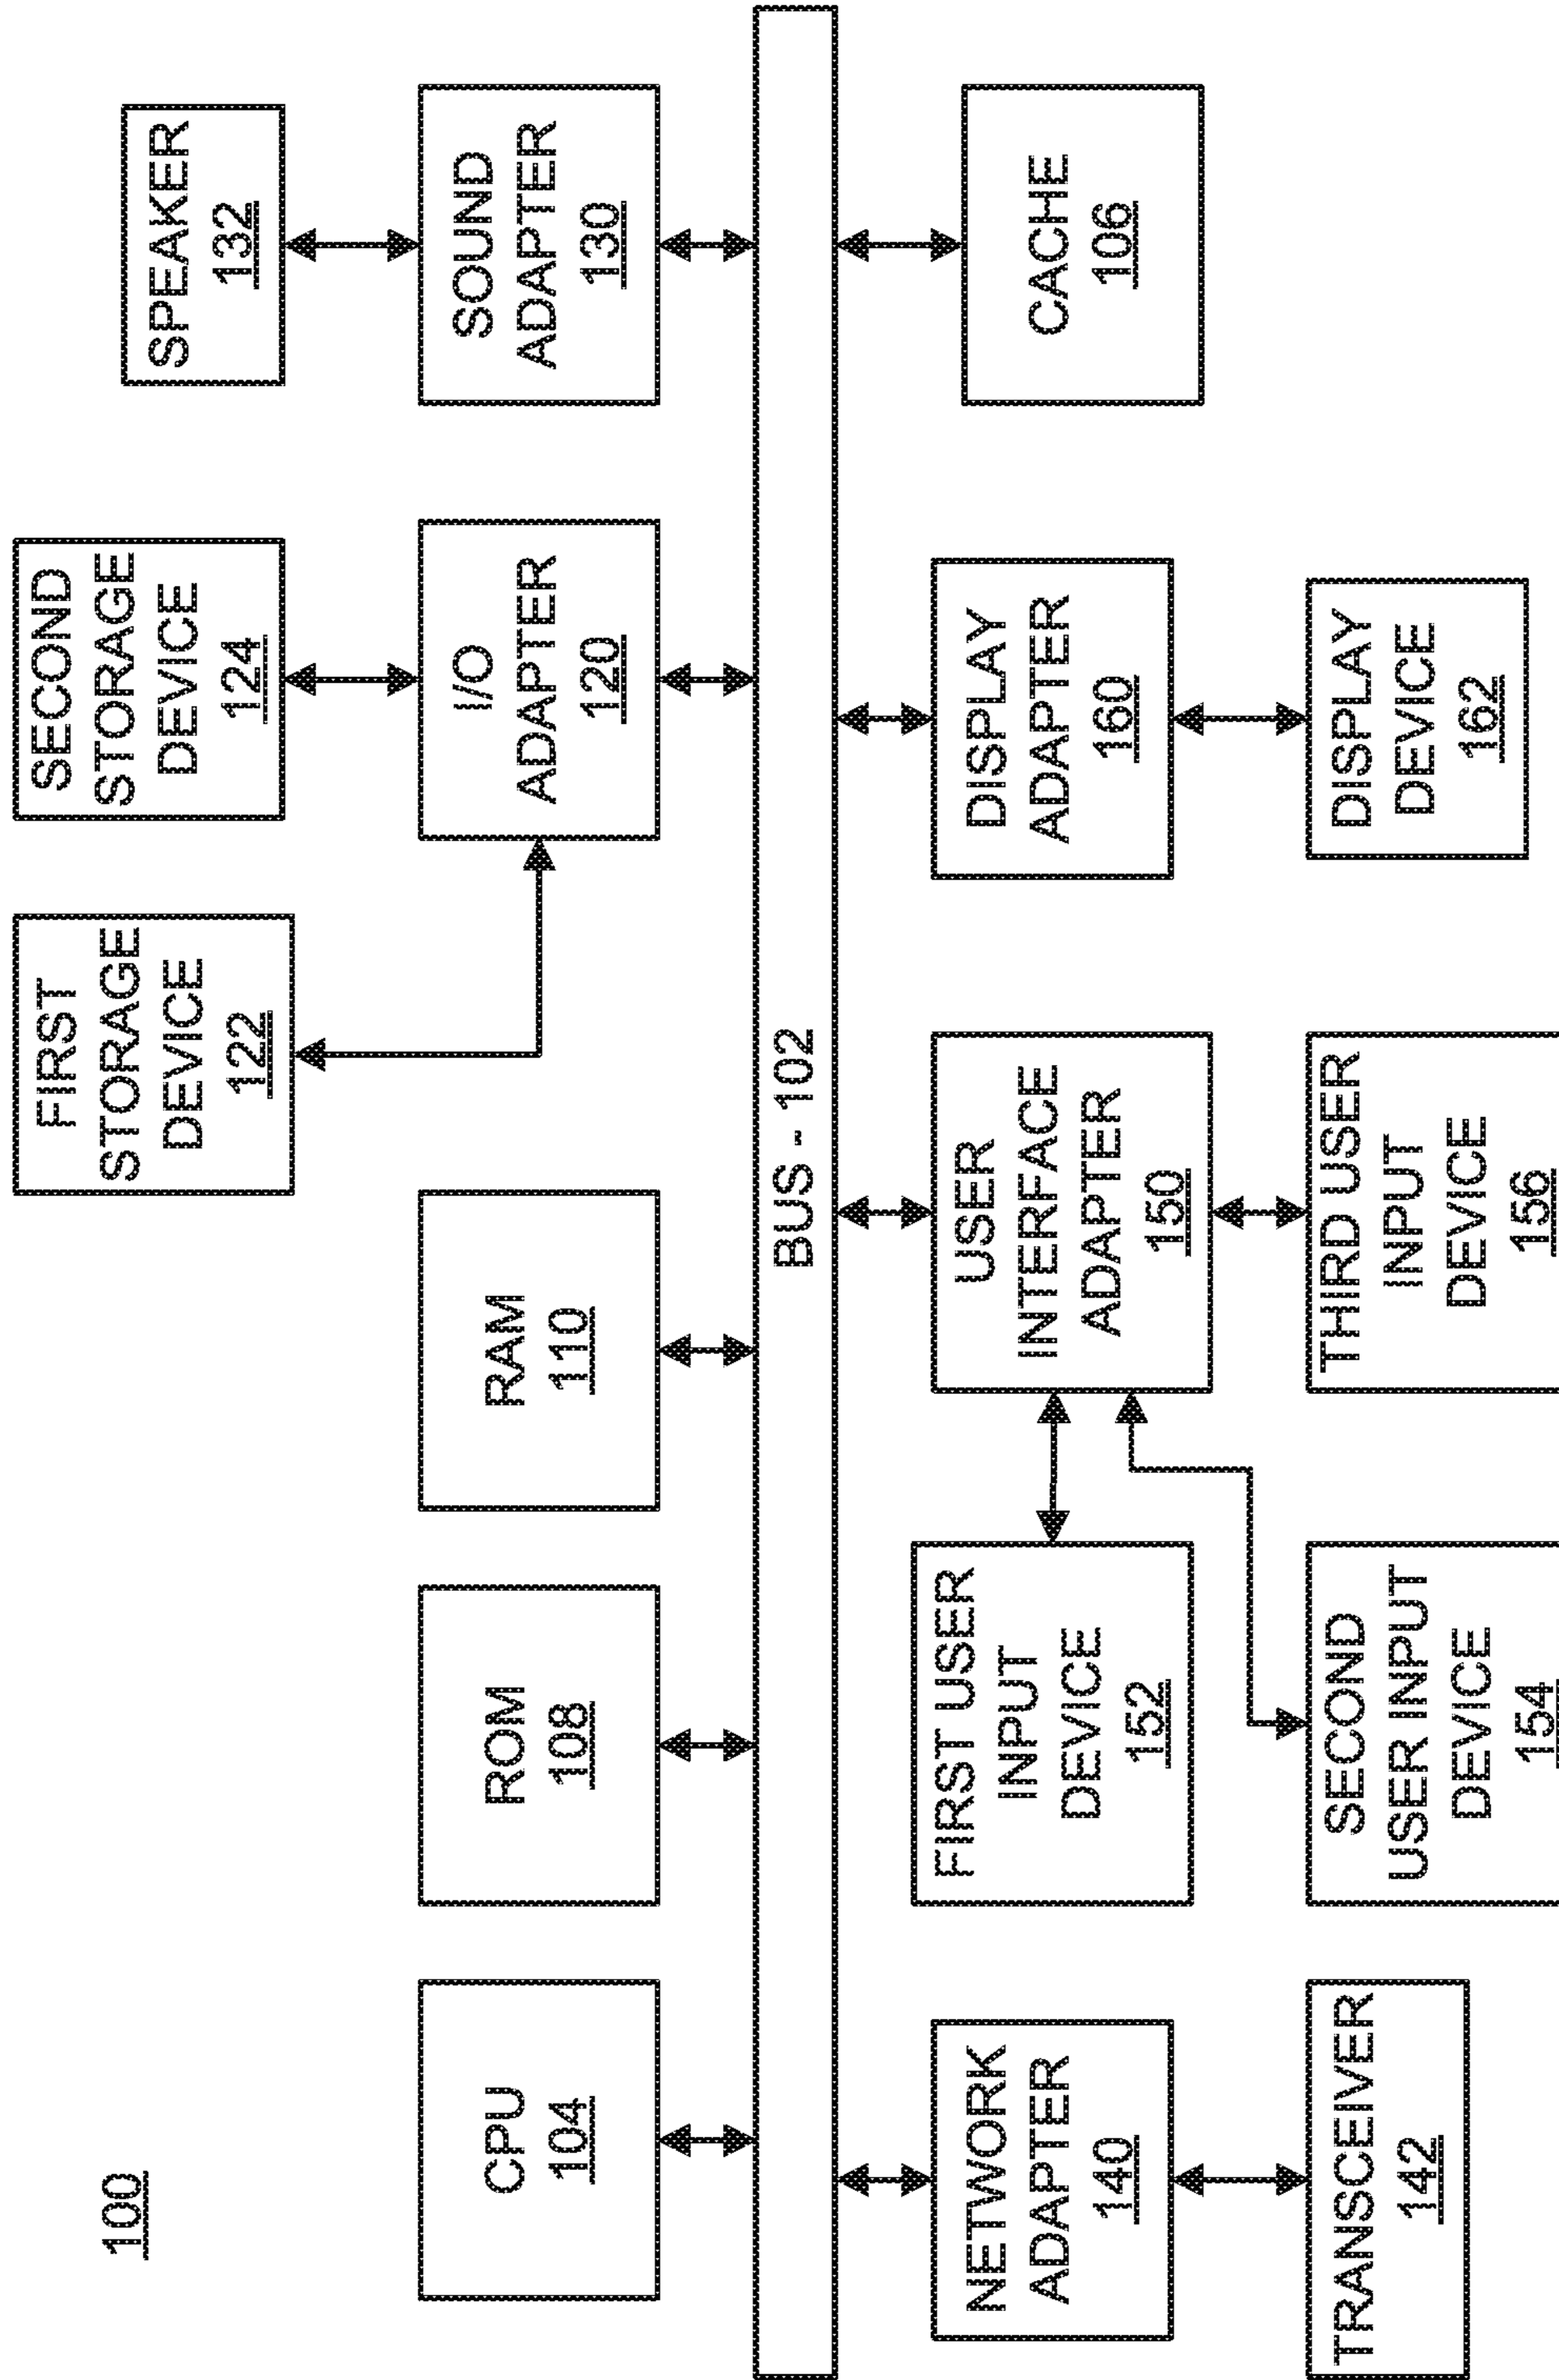 100
FIRST
STORAGE
DEVICE
122
SECOND
STORAGE
DEVICE
124
SPEAKER
132
CPU
104
ROM
108
RAM
110
I/O
ADAPTER
120
SOUND
ADAPTER
130
BUS - 102
NETWORK
ADAPTER
140
FIRST USER
INPUT
DEVICE
152
USER
INTERFACE
ADAPTER
150
DISPLAY
ADAPTER
160
CACHE
106
TRANSCEIVER
142
SECOND
USER INPUT
DEVICE
154
THIRD USER
INPUT
DEVICE
156
DISPLAY
DEVICE
162